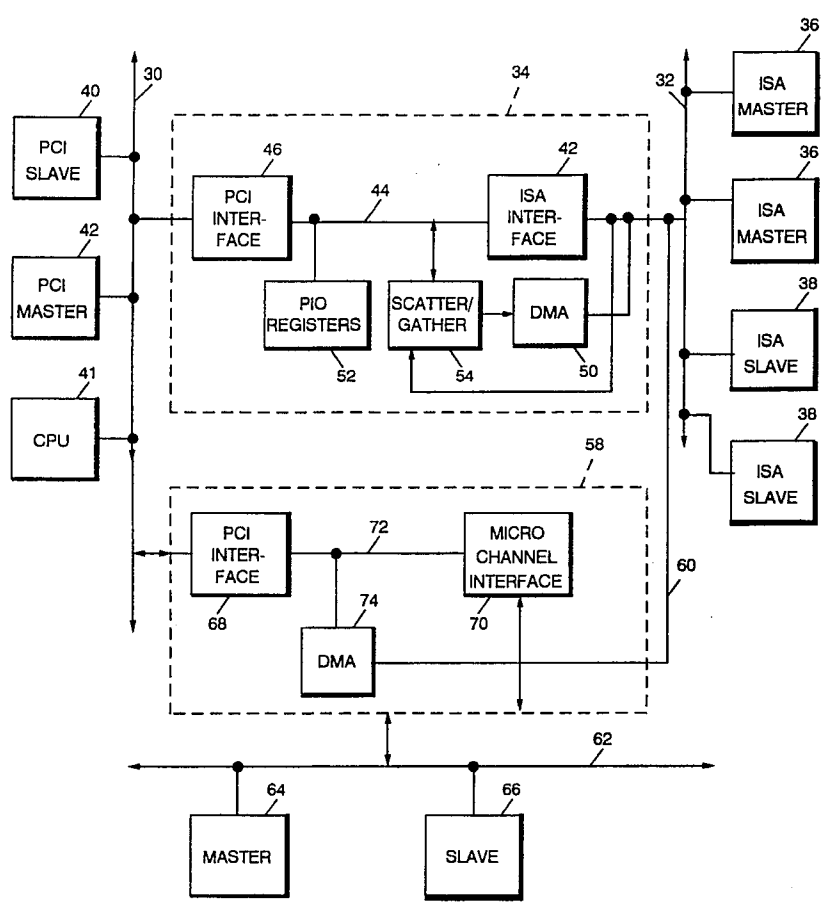 36
40
30
34
32
ISA
MASTER
PCI
SLAVE
46
42
36
PCI
INTER-
FACE
44
ISA
INTER-
FACE
ISA
MASTER
42
PCI
MASTER
PIO
REGISTERS
52
SCATTER/
GATHER
54
DMA
50
38
ISA
SLAVE
41
CPU
58
38
ISA
SLAVE
PCI
INTER-
FACE
68
72
MICRO
CHANNEL
INTERFACE
70
60
74
DMA
62
64
MASTER
66
SLAVE